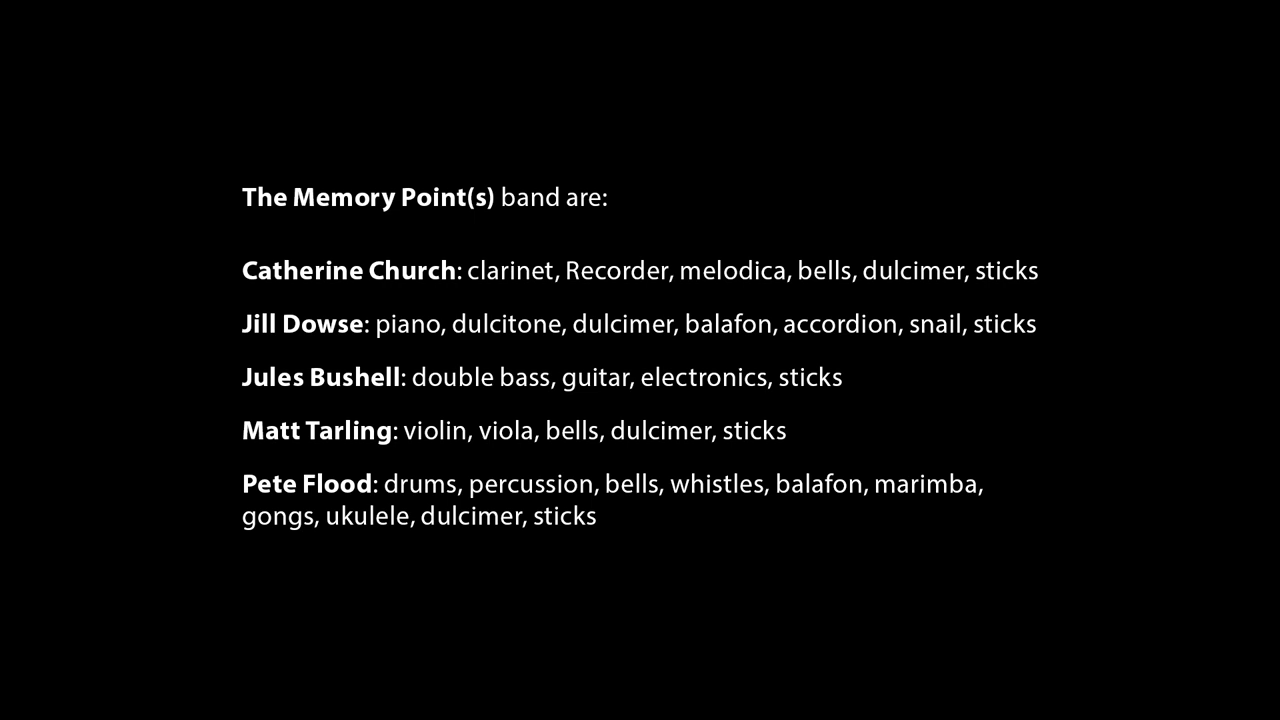 The Memory Point(s) band are:
Catherine Church: clarinet, Recorder, melodica, bells, dulcimer, sticks
Jill Dowse: piano, dulcitone, dulcimer, balafon, accordion, snail, sticks
Jules Bushell: double bass, guitar, electronics, sticks
Matt Tarling: violin, viola, bells, dulcimer, sticks
Pete Flood: drums, percussion, bells, whistles, balafon, marimba,
gongs, ukulele, dulcimer, sticks